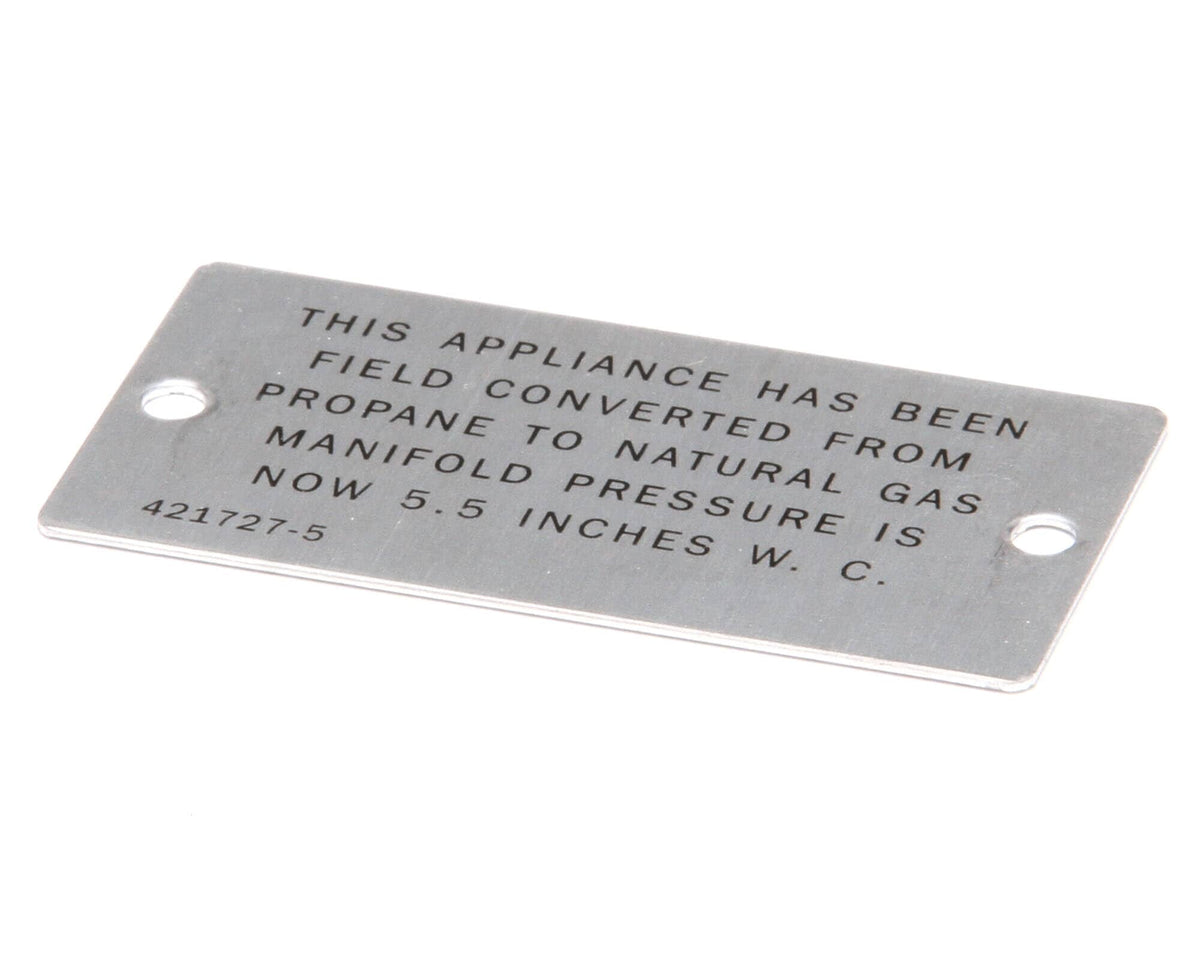 THIS APPLIANCE HAS BEEN
FIELD CONVERTED FROM
PROPANE TO NATURAL GAS
MANIFOLD PRESSURE IS
NOW 5.5 INCHES W. C.
421727-5